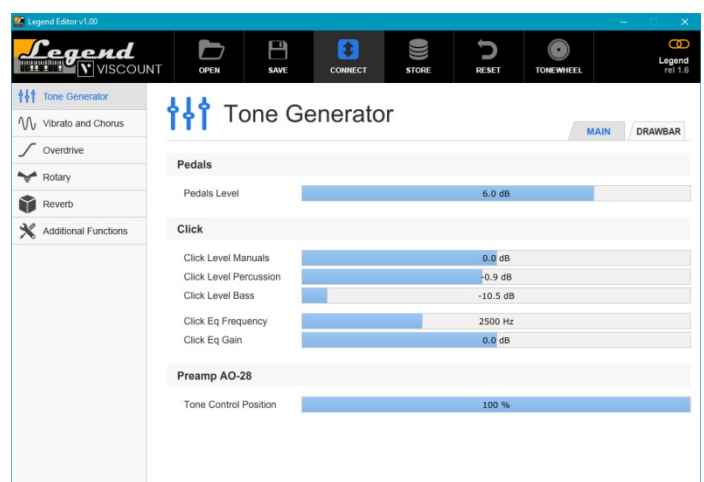 Legend Editor v1.00
Legend
VISCOUNT
OPEN
SAVE
CONNECT
STORE
RESET
TONEWHEEL
Legend
rel 1.6
Tone Generator
Vibrato and Chorus
Overdrive
Rotary
Reverb
Additional Functions
Tone Generator
MAIN
DRAWBAR
Pedals
Pedals Level 6.0 dB
Click
Click Level Manuals 0.0 dB
Click Level Percussion -0.9 dB
Click Level Bass -10.5 dB
Click Eq Frequency 2500 Hz
Click Eq Gain 0.0 dB
Preamp AO-28
Tone Control Position 100 %